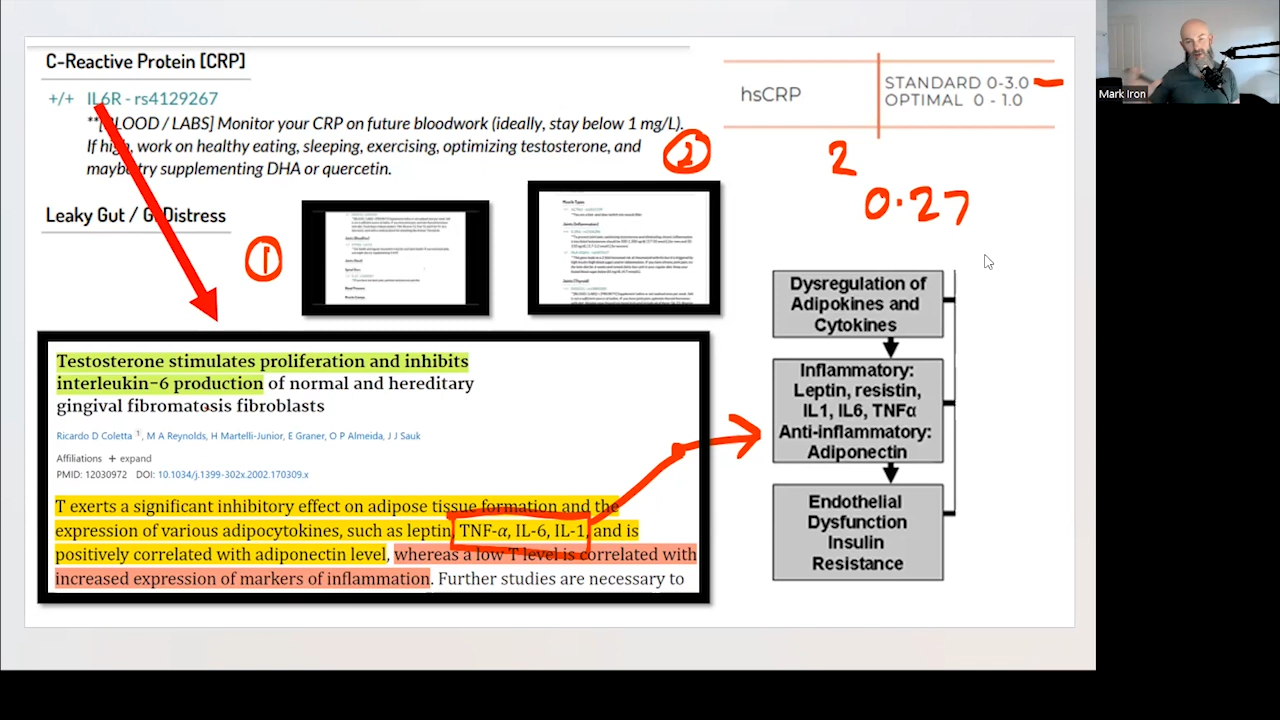 C-Reactive Protein [CRP]
+/+ IL6R - rs4129267
**[BLOOD / LABS] Monitor your CRP on future bloodwork (ideally, stay below 1 mg/L).
If high, work on healthy eating, sleeping, exercising, optimizing testosterone, and
maybe try supplementing DHA or quercetin.
Leaky Gut / GI Distress
1
2
hsCRP
STANDARD 0-3.0
OPTIMAL 0 - 1.0
2
0.27
Mark Iron
Testosterone stimulates proliferation and inhibits
interleukin-6 production of normal and hereditary
gingival fibromatosis fibroblasts
Ricardo D Coletta 1, M A Reynolds, H Martelli-Junior, E Graner, O P Almeida, J J Sauk
Affiliations + expand
PMID: 12030972 DOI: 10.1034/j.1399-302x.2002.170309.x
T exerts a significant inhibitory effect on adipose tissue formation and the
expression of various adipocytokines, such as leptin, TNF-α, IL-6, IL-1, and is
positively correlated with adiponectin level, whereas a low T level is correlated with
increased expression of markers of inflammation. Further studies are necessary to
Dysregulation of
Adipokines and
Cytokines
Inflammatory:
Leptin, resistin,
IL1, IL6, TNFα
Anti-inflammatory:
Adiponectin
Endothelial
Dysfunction
Insulin
Resistance